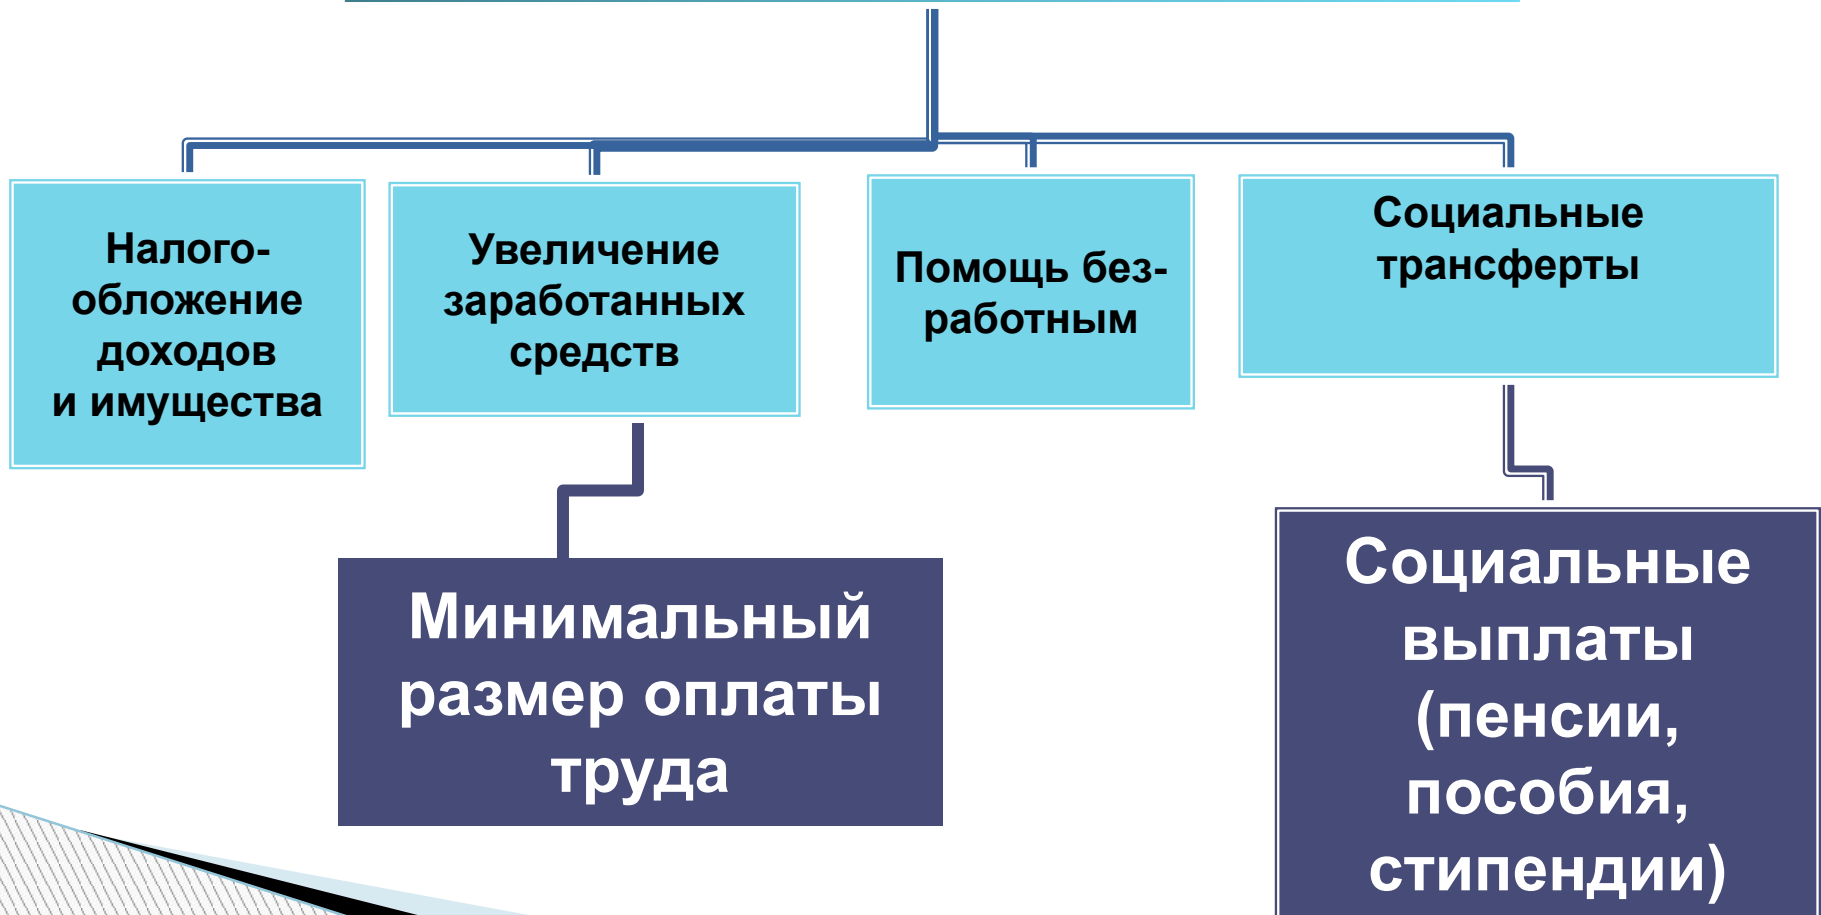 Налого-
обложение
доходов
и имущества
Увеличение
заработанных
средств
Помощь без-
работным
Социальные
трансферты
Минимальный
размер оплаты
труда
Социальные
выплаты
(пенсии,
пособия,
стипендии)